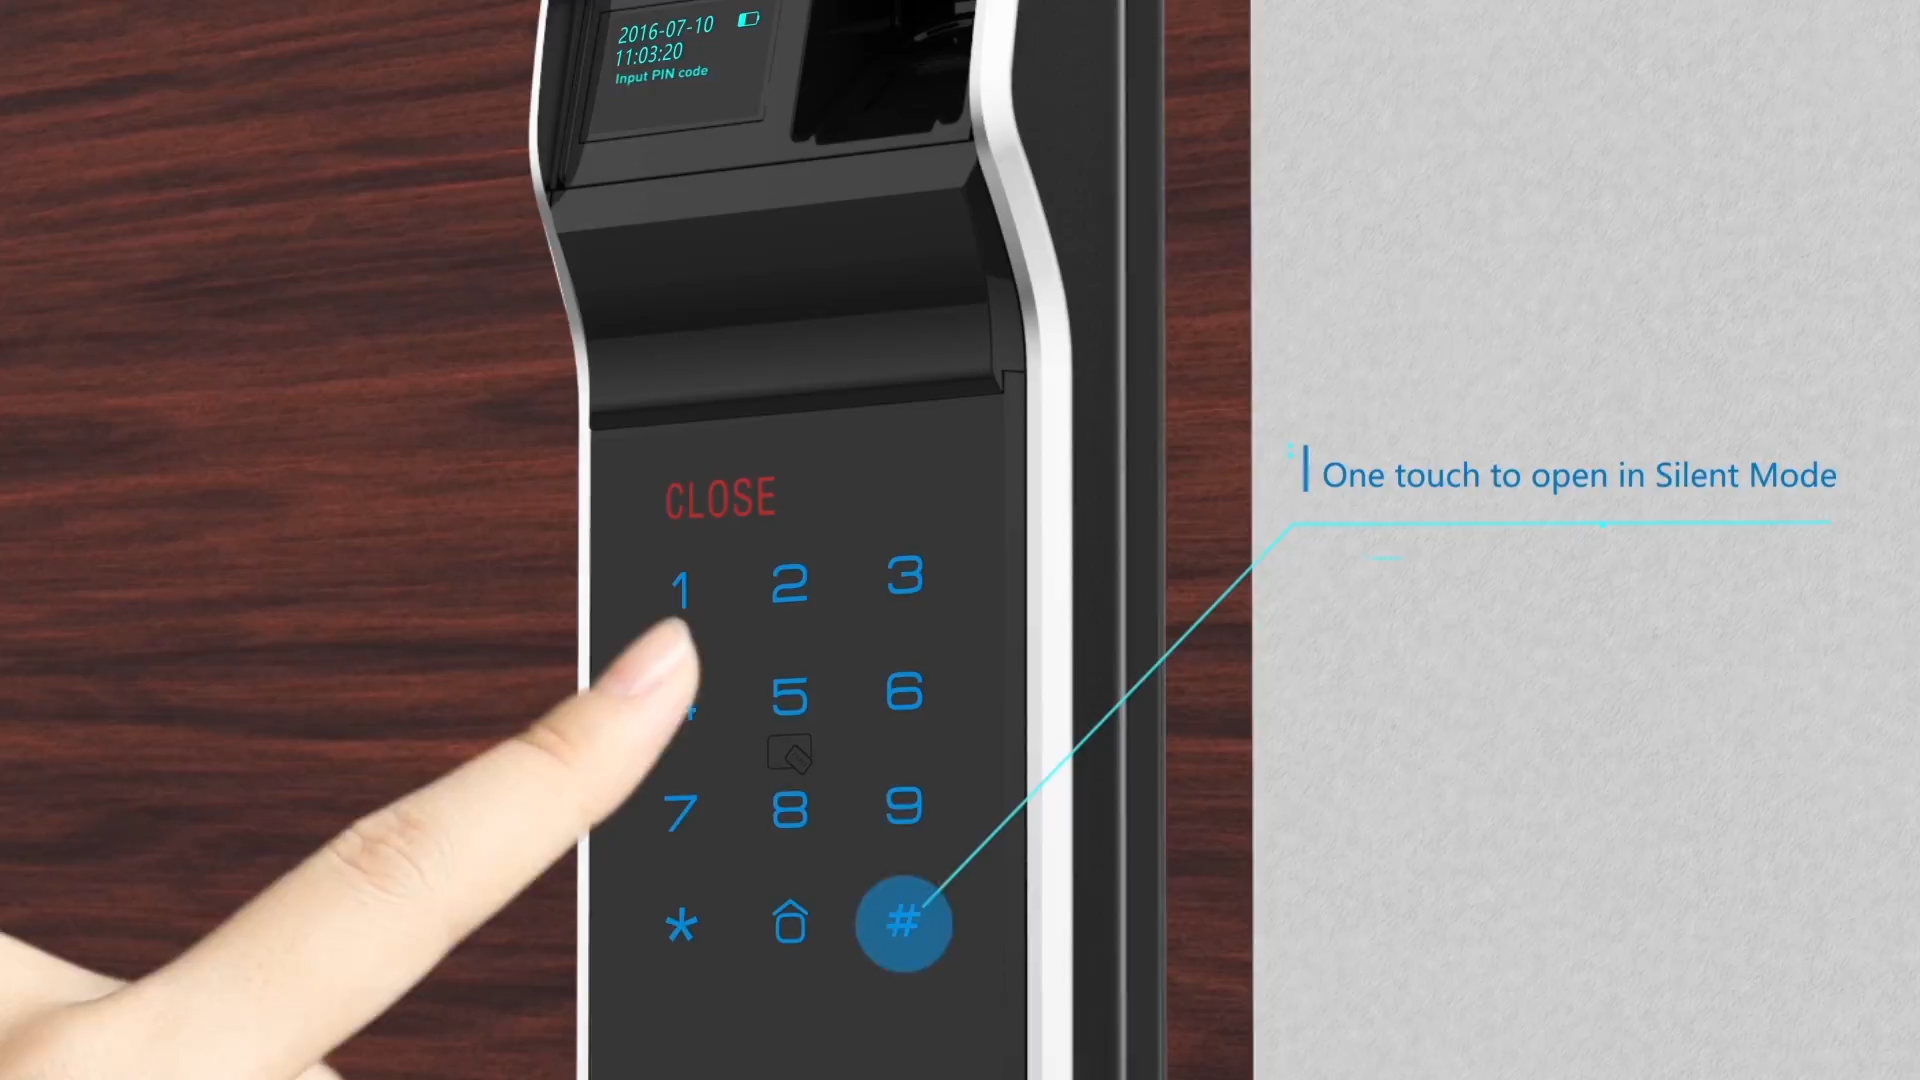 2016-07-10
11:03:20
Input PIN code
CLOSE
1 2 3
5 6
7 8 9
* 0 #
One touch to open in Silent Mode